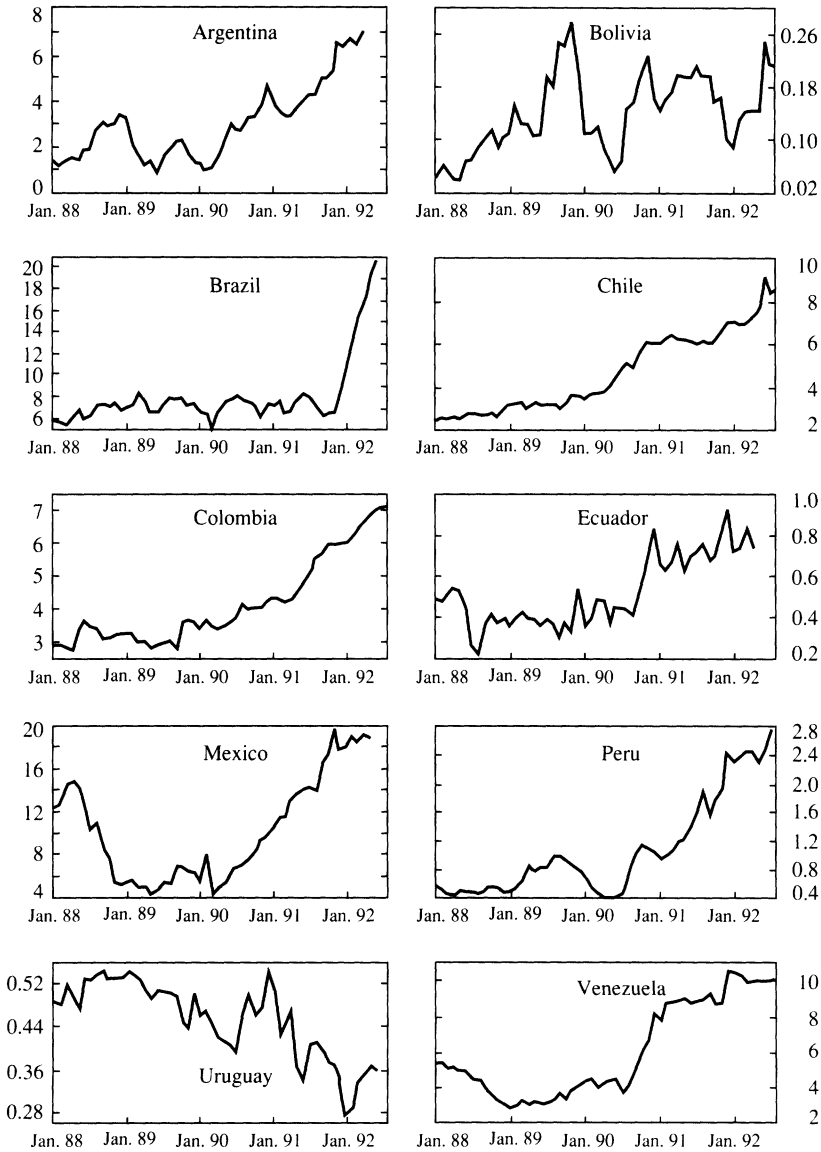 Argentina
8
6
4
2
0
Jan. 88 Jan. 89 Jan. 90 Jan. 91 Jan. 92
Bolivia
0.26
0.18
0.10
0.02
Jan. 88 Jan. 89 Jan. 90 Jan. 91 Jan. 92
Brazil
20
18
16
14
12
10
8
6
Jan. 88 Jan. 89 Jan. 90 Jan. 91 Jan. 92
Chile
10
8
6
4
2
Jan. 88 Jan. 89 Jan. 90 Jan. 91 Jan. 92
Colombia
7
6
5
4
3
Jan. 88 Jan. 89 Jan. 90 Jan. 91 Jan. 92
Ecuador
1.0
0.8
0.6
0.4
0.2
Jan. 88 Jan. 89 Jan. 90 Jan. 91 Jan. 92
Mexico
20
16
12
8
4
Jan. 88 Jan. 89 Jan. 90 Jan. 91 Jan. 92
Peru
2.8
2.4
2.0
1.6
1.2
0.8
0.4
Jan. 88 Jan. 89 Jan. 90 Jan. 91 Jan. 92
Uruguay
0.52
0.44
0.36
0.28
Jan. 88 Jan. 89 Jan. 90 Jan. 91 Jan. 92
Venezuela
10
8
6
4
2
Jan. 88 Jan. 89 Jan. 90 Jan. 91 Jan. 92